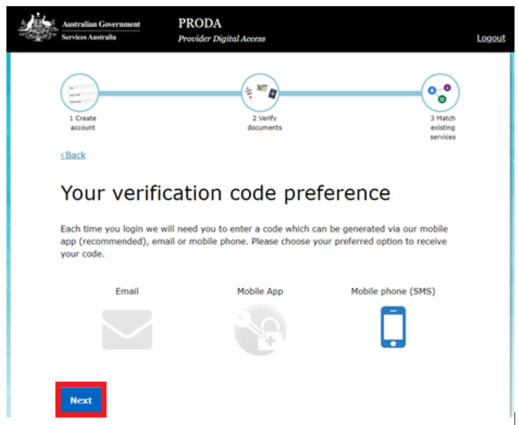 Australian Government
Services Australia
PRODA
Provider Digital Access
Logout
1 Create
account
2 Verify
documents
3 Match
existing
services
<Back
Your verification code preference
Each time you login we will need you to enter a code which can be generated via our mobile
app (recommended), email or mobile phone. Please choose your preferred option to receive
your code.
Email
Mobile App
Mobile phone (SMS)
Next